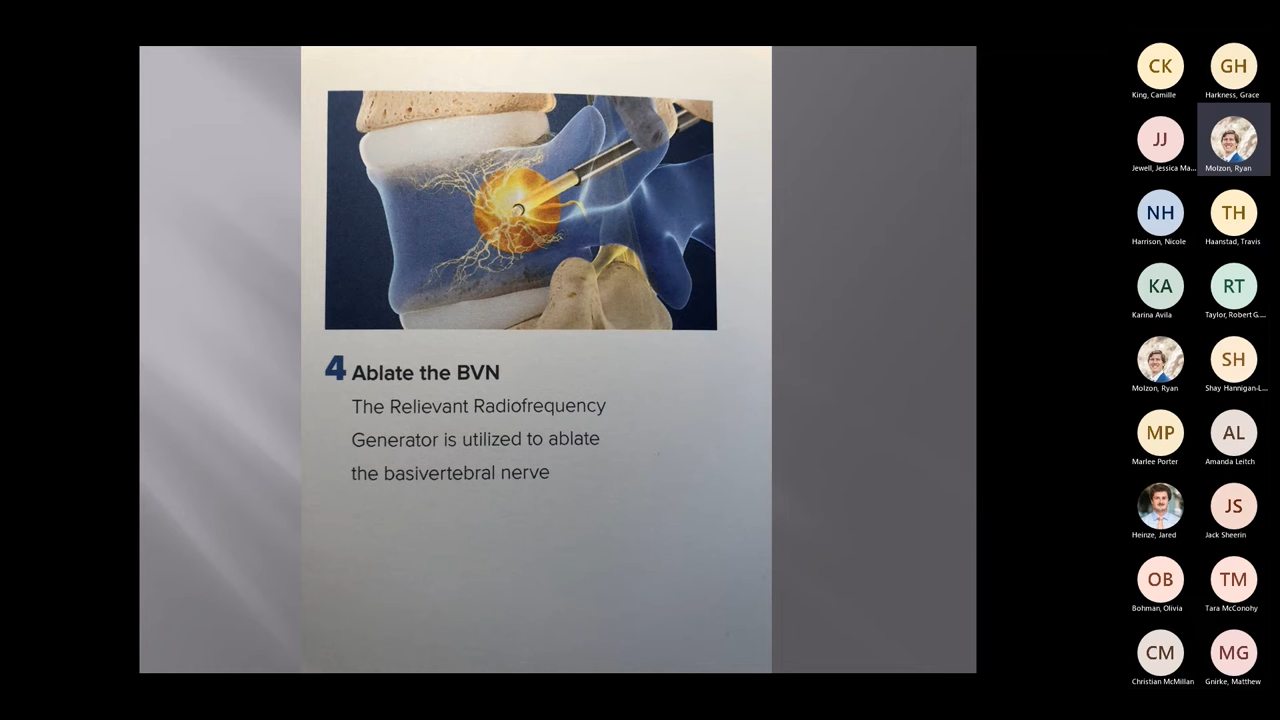 4 Ablate the BVN
The Relievant Radiofrequency
Generator is utilized to ablate
the basivertebral nerve
CK
King, Camille
GH
Harkness, Grace
JJ
Jewell, Jessica Ma...
Molzon, Ryan
NH
Harrison, Nicole
TH
Haanstad, Travis
KA
Karina Avila
RT
Taylor, Robert G....
Molzon, Ryan
SH
Shay Hannigan-L...
MP
Marlee Porter
AL
Amanda Leitch
Heinze, Jared
JS
Jack Sheerin
OB
Bohman, Olivia
TM
Tara McConohy
CM
Christian McMillan
MG
Gnirke, Matthew